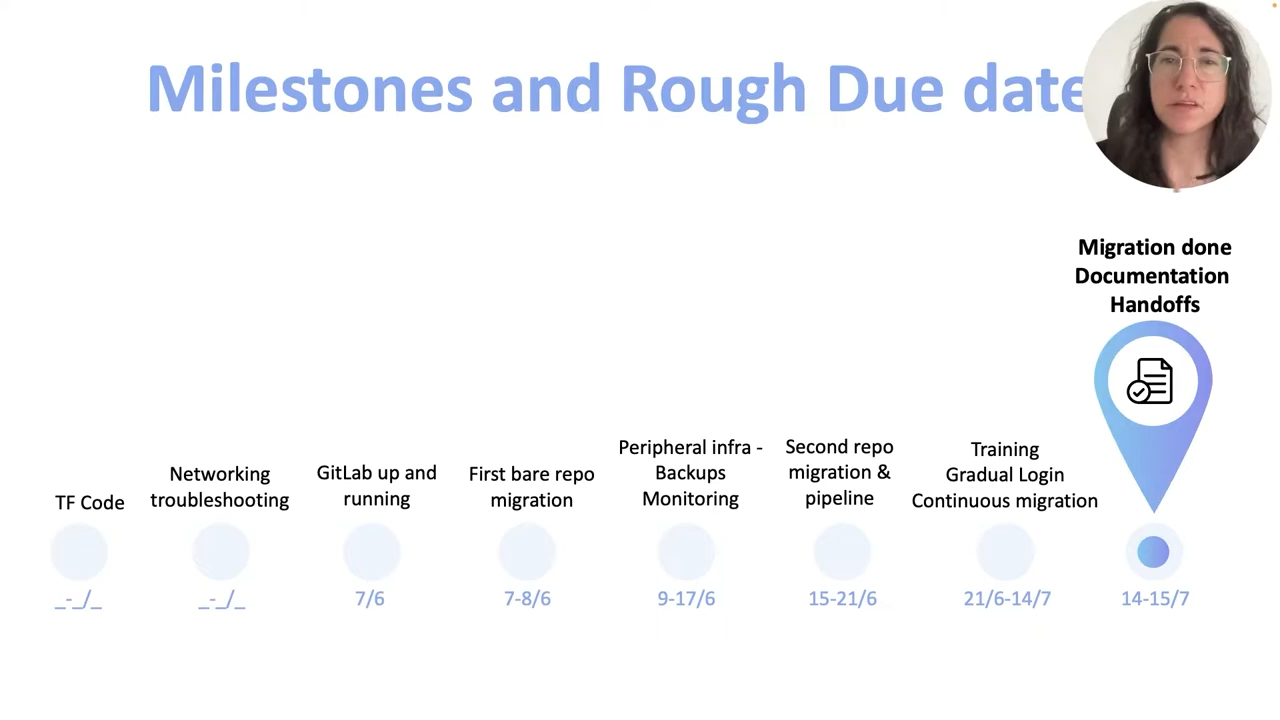 Milestones and Rough Due date
Migration done
Documentation
Handoffs
TF Code
_-_/_
Networking
troubleshooting
_-_/_
GitLab up and
running
7/6
First bare repo
migration
7-8/6
Peripheral infra -
Backups
Monitoring
9-17/6
Second repo
migration &
pipeline
15-21/6
Training
Gradual Login
Continuous migration
21/6-14/7
14-15/7